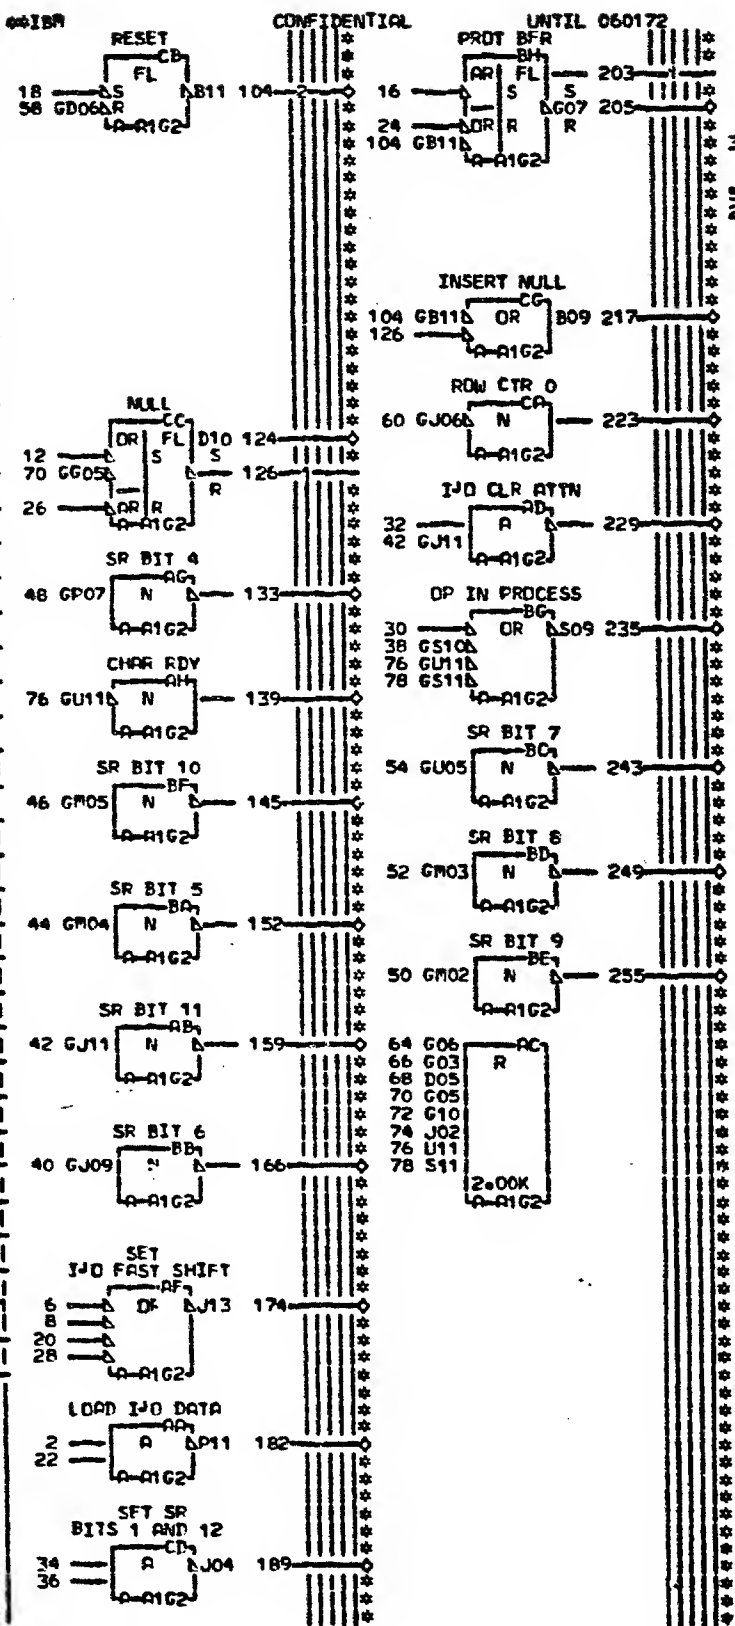 **IBM CONFIDENTIAL UNTIL 060172
RESET
CB
FL
18 S B11 104 2
58 GD06 R
A-A1G2
NULL
CC
OR FL D10 124
12 S S
70 GG05 126 1
R
26 AR R
A-A1G2
SR BIT 4
AG
48 GP07 N 133
A-A1G2
CHAR RDY
AH
76 GU11 N 139
A-A1G2
SR BIT 10
BF
46 GM05 N 145
A-A1G2
SR BIT 5
BA
44 GM04 N 152
A-A1G2
SR BIT 11
AB
42 GJ11 N 159
A-A1G2
SR BIT 6
BB
40 GJ09 N 166
A-A1G2
SET
I/O FAST SHIFT
AF
6 OR J13 174
8
20
28
A-A1G2
LOAD I/O DATA
AA
2 A P11 182
22
A-A1G2
SET SR
BITS 1 AND 12
CD
34 A J04 189
36
A-A1G2
PROT BFR
BH
AR FL 203 1
16 S S
G07 205
24 OR R R
104 GB11
A-A1G2
INSERT NULL
CG
104 GB11 OR B09 217
126
A-A1G2
ROW CTR 0
CA
60 GJ06 N 223
A-A1G2
I/O CLR ATTN
AD
32 A 229
42 GJ11
A-A1G2
OP IN PROCESS
BG
30 OR S09 235
38 GS10
76 GU11
78 GS11
A-A1G2
SR BIT 7
BC
54 GU05 N 243
A-A1G2
SR BIT 8
BD
52 GM03 N 249
A-A1G2
SR BIT 9
BE
50 GM02 N 255
A-A1G2
64 G06 AC
66 G03 R
68 D05
70 G05
72 G10
74 J02
76 U11
78 S11
2.00K
A-A1G2